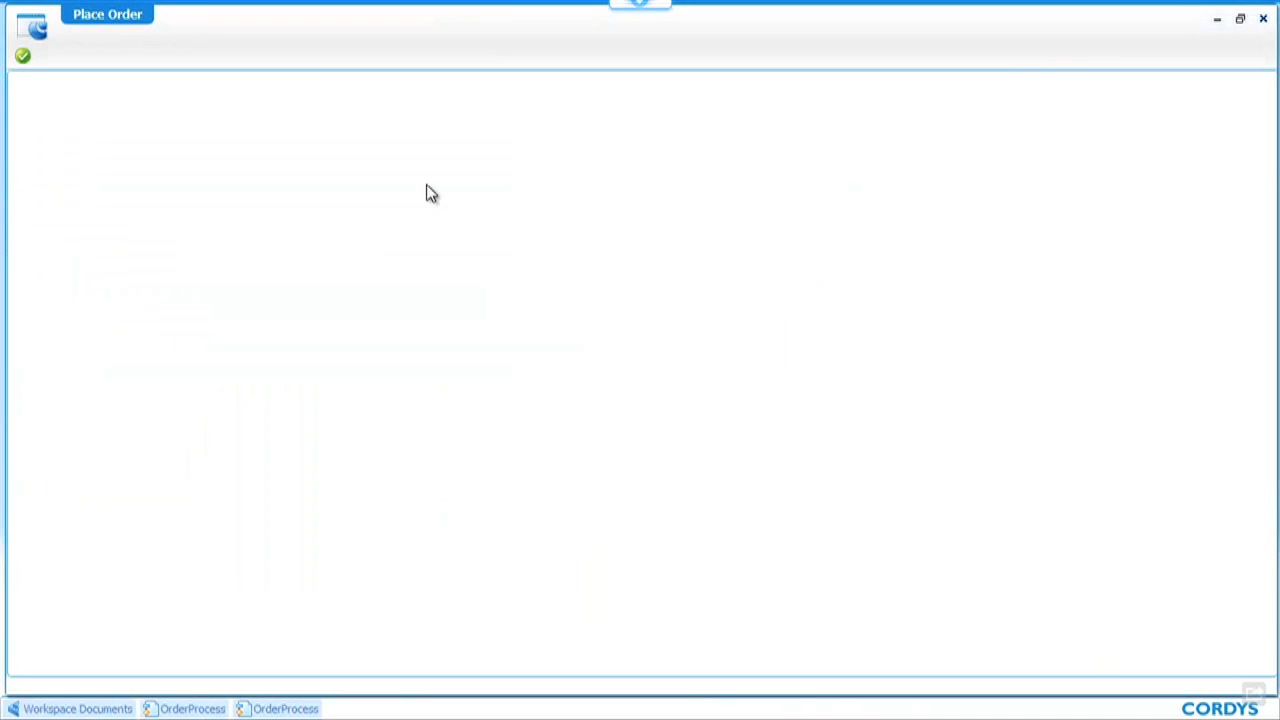 Place Order
Workspace Documents
OrderProcess
OrderProcess
CORDYS